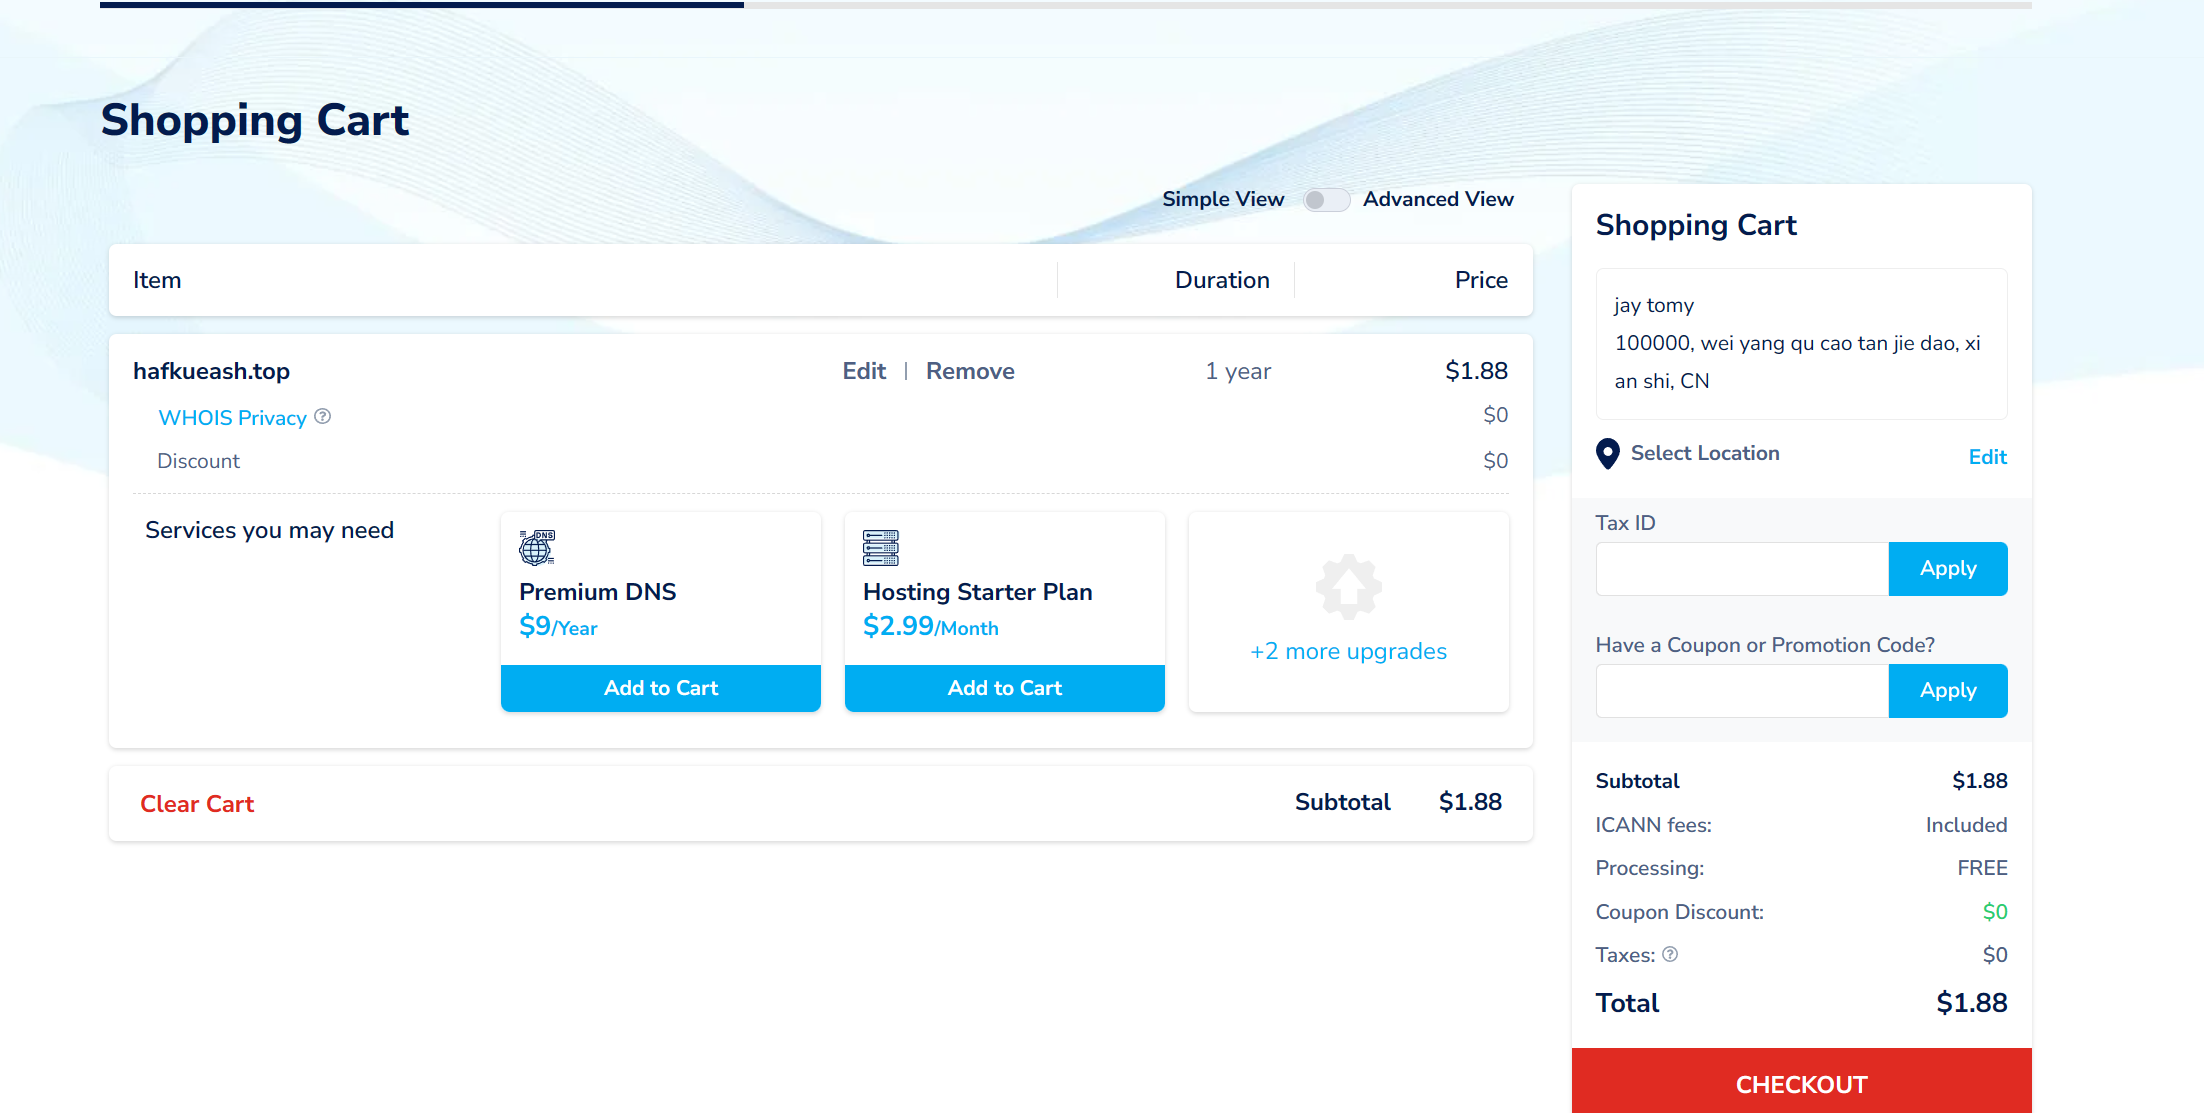 Shopping Cart
Simple View Advanced View
Item Duration Price
hafkueash.top Edit | Remove 1 year $1.88
WHOIS Privacy $0
Discount $0
Services you may need
DNS
Premium DNS
$9/Year
Add to Cart
Hosting Starter Plan
$2.99/Month
Add to Cart
+2 more upgrades
Clear Cart Subtotal $1.88
Shopping Cart
jay tomy
100000, wei yang qu cao tan jie dao, xi
an shi, CN
Select Location Edit
Tax ID
Apply
Have a Coupon or Promotion Code?
Apply
Subtotal $1.88
ICANN fees: Included
Processing: FREE
Coupon Discount: $0
Taxes: $0
Total $1.88
CHECKOUT